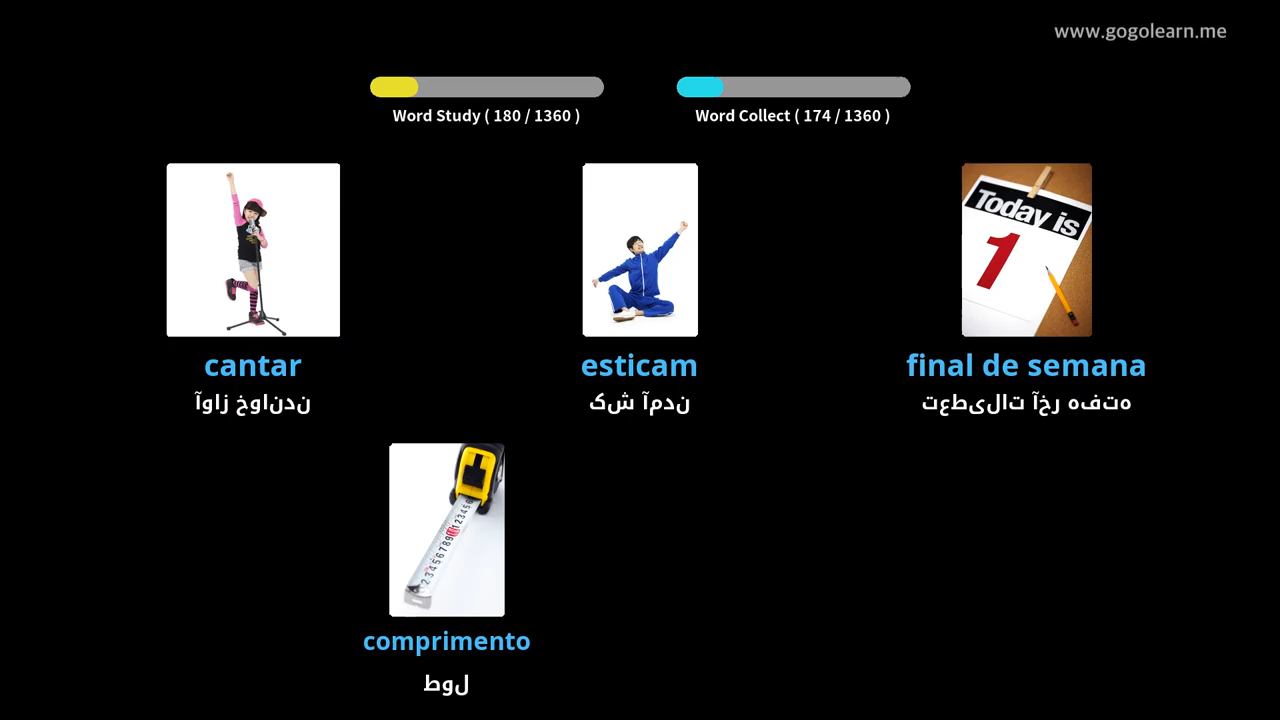 www.gogolearn.me
Word Study ( 180 / 1360 )
Word Collect ( 174 / 1360 )
cantar
آواز خواندن
esticam
کش آمدن
final de semana
تعطیلات آخر هفته
Today is
1
comprimento
طول